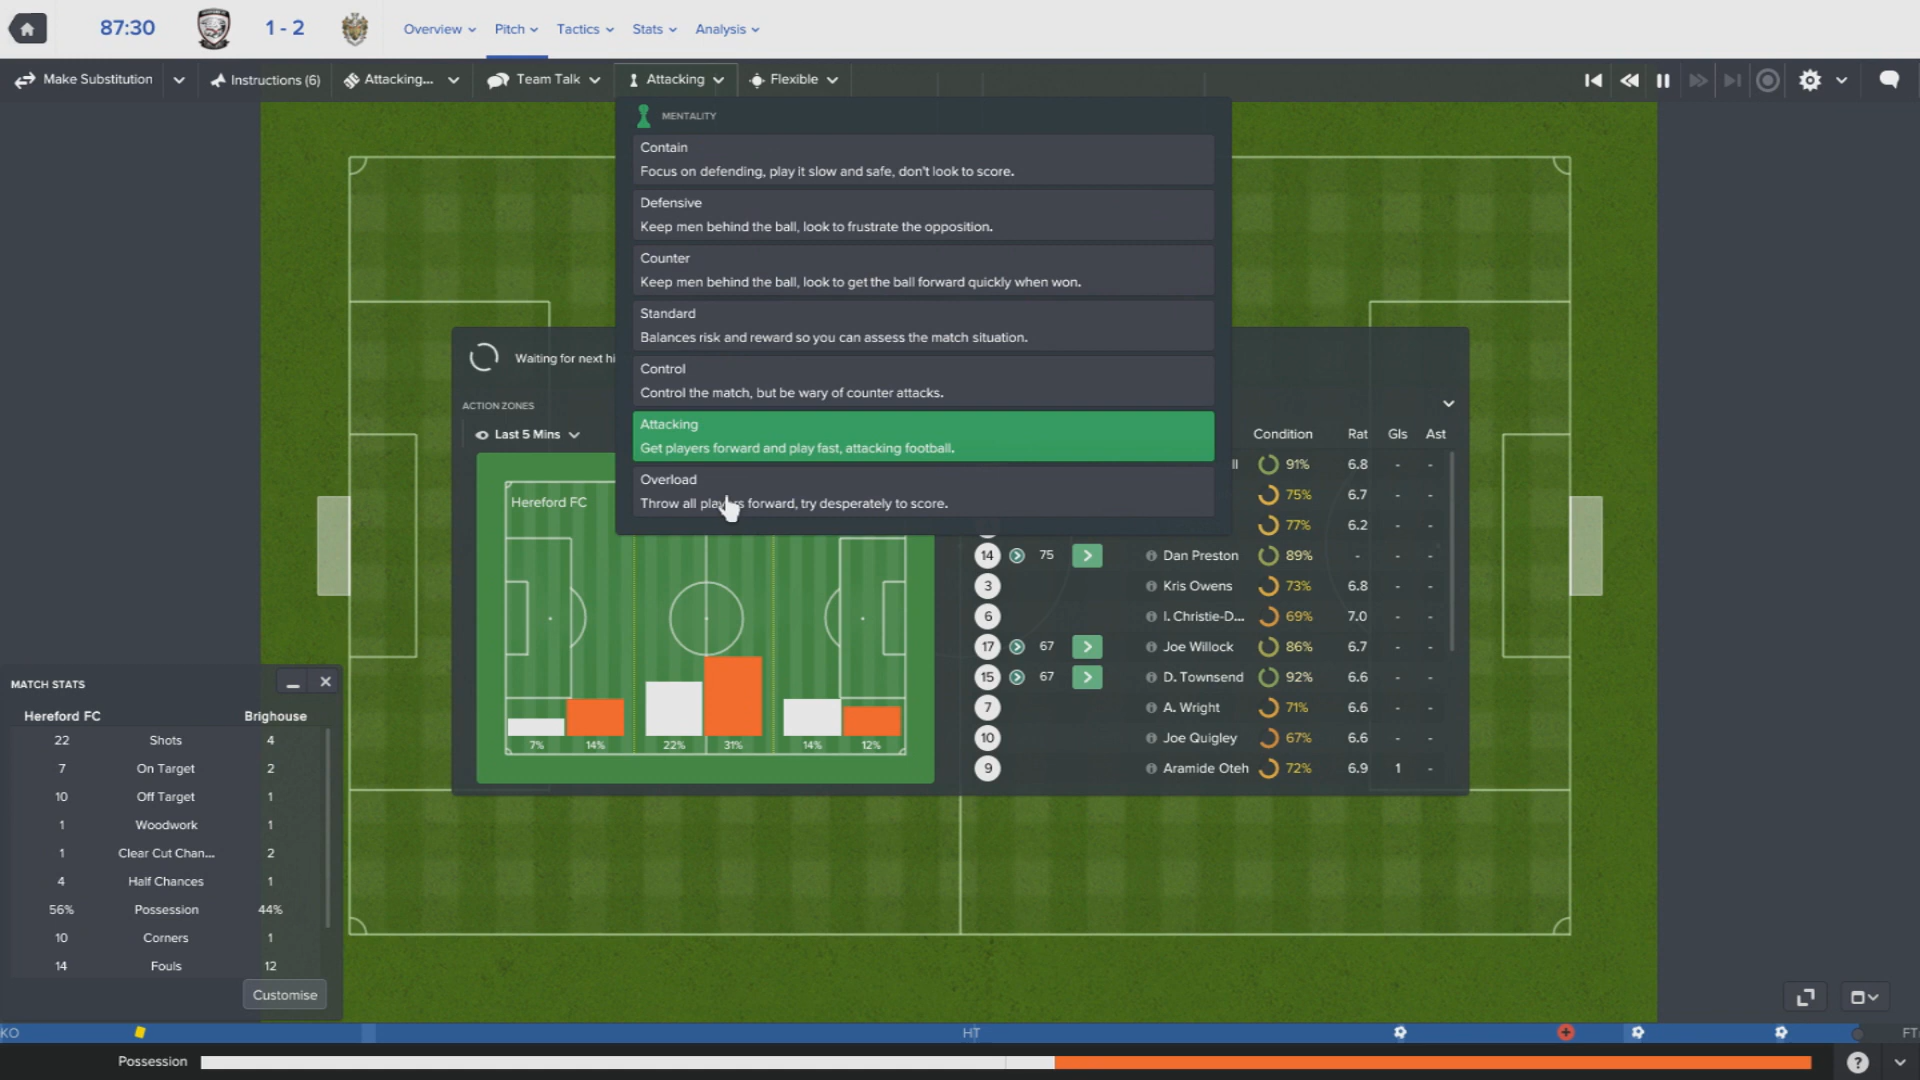 87:30
1 - 2
Overview
Pitch
Tactics
Stats
Analysis
Make Substitution
Instructions (6)
Attacking...
Team Talk
Attacking
Flexible
MENTALITY
Contain
Focus on defending, play it slow and safe, don't look to score.
Defensive
Keep men behind the ball, look to frustrate the opposition.
Counter
Keep men behind the ball, look to get the ball forward quickly when won.
Standard
Balances risk and reward so you can assess the match situation.
Control
Control the match, but be wary of counter attacks.
Attacking
Get players forward and play fast, attacking football.
Overload
Throw all players forward, try desperately to score.
Waiting for next hi
ACTION ZONES
Last 5 Mins
Hereford FC
7% 14% 22% 31% 14% 12%
Condition Rat Gls Ast
ll 91% 6.8 - -
75% 6.7 - -
77% 6.2 - -
14 75 Dan Preston 89% - - -
3 Kris Owens 73% 6.8 - -
6 I. Christie-D... 69% 7.0 - -
17 67 Joe Willock 86% 6.7 - -
15 67 D. Townsend 92% 6.6 - -
7 A. Wright 71% 6.6 - -
10 Joe Quigley 67% 6.6 - -
9 Aramide Oteh 72% 6.9 1 -
MATCH STATS
Hereford FC Brighouse
22 Shots 4
7 On Target 2
10 Off Target 1
1 Woodwork 1
1 Clear Cut Chan... 2
4 Half Chances 1
56% Possession 44%
10 Corners 1
14 Fouls 12
Customise
KO
HT
FT
Possession
?